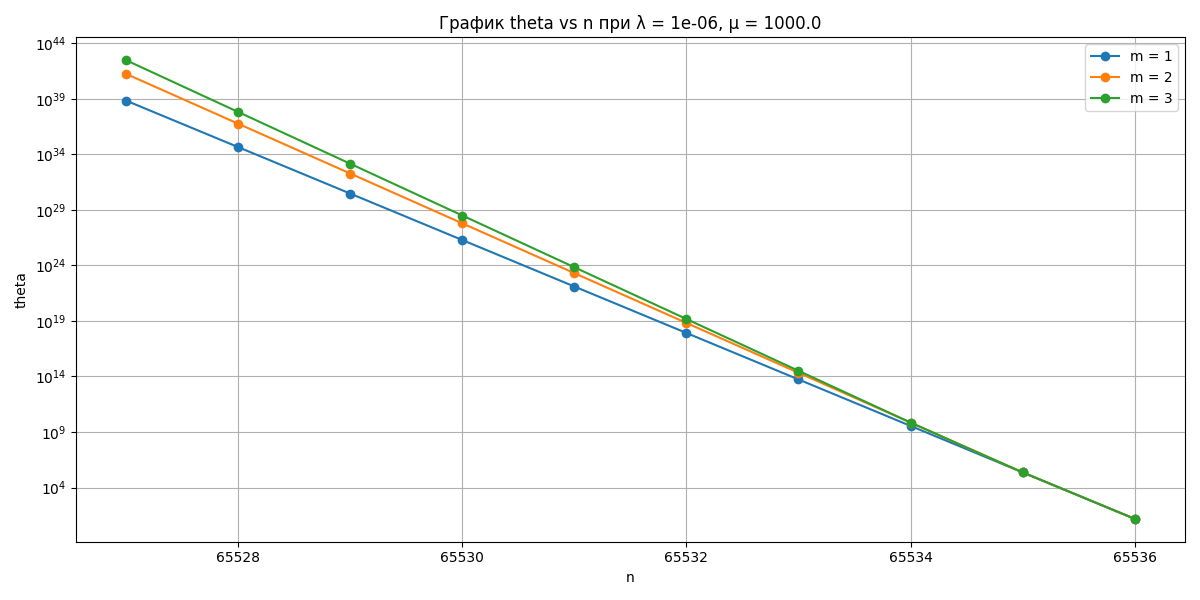 График theta vs n при λ = 1e-06, μ = 1000.0
10^44
10^39
10^34
10^29
10^24
10^19
10^14
10^9
10^4
theta
m = 1
m = 2
m = 3
65528
65530
65532
65534
65536
n